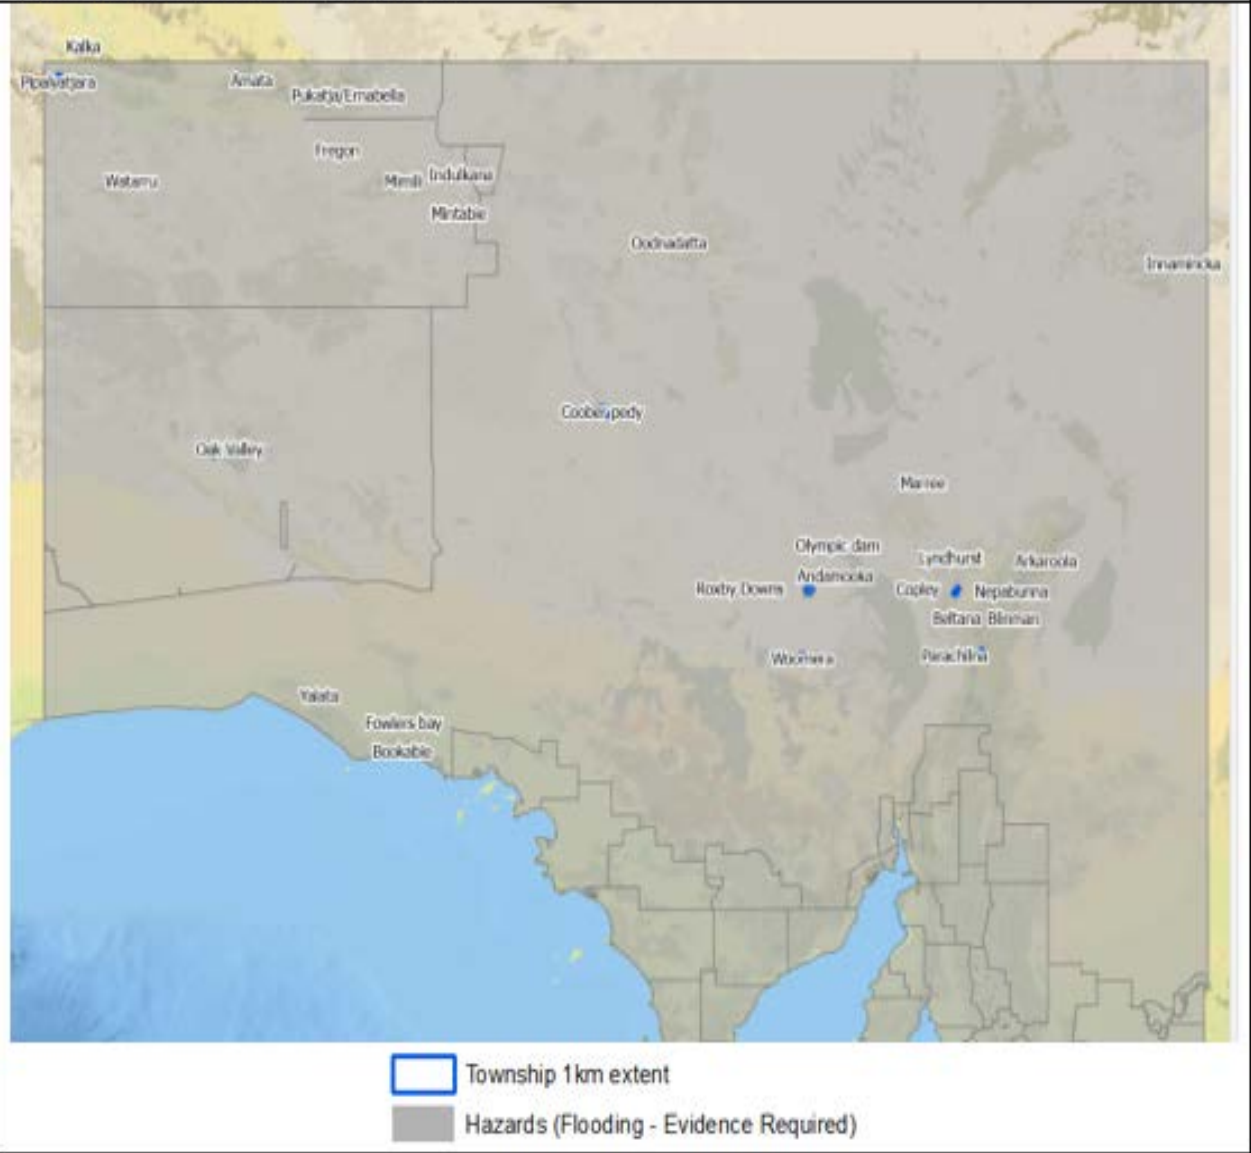 Kalka
Pipalyatjara
Amata
Pukatja/Ernabella
Fregon
Watarru
Mimili
Indulkana
Mintabie
Oodnadatta
Innamincka
Coober pedy
Oak Valley
Marree
Olympic dam
Lyndhurst
Arkaroola
Andamooka
Roxby Downs
Copley
Nepabunna
Beltana
Blinman
Woomera
Parachilna
Yalata
Fowlers bay
Bookabie
Township 1km extent
Hazards (Flooding - Evidence Required)